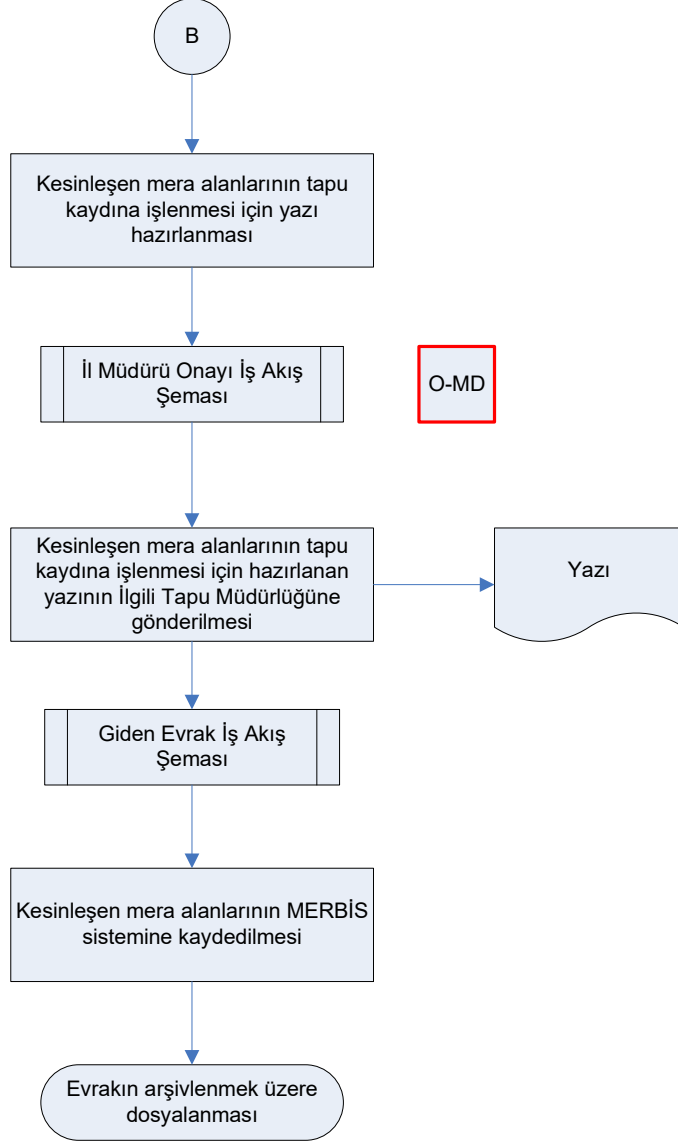 B
Kesinleşen mera alanlarının tapu
kaydına işlenmesi için yazı
hazırlanması
İl Müdürü Onayı İş Akış
Şeması
O-MD
Kesinleşen mera alanlarının tapu
kaydına işlenmesi için hazırlanan
yazının İlgili Tapu Müdürlüğüne
gönderilmesi
Yazı
Giden Evrak İş Akış
Şeması
Kesinleşen mera alanlarının MERBİS
sistemine kaydedilmesi
Evrakın arşivlenmek üzere
dosyalanması